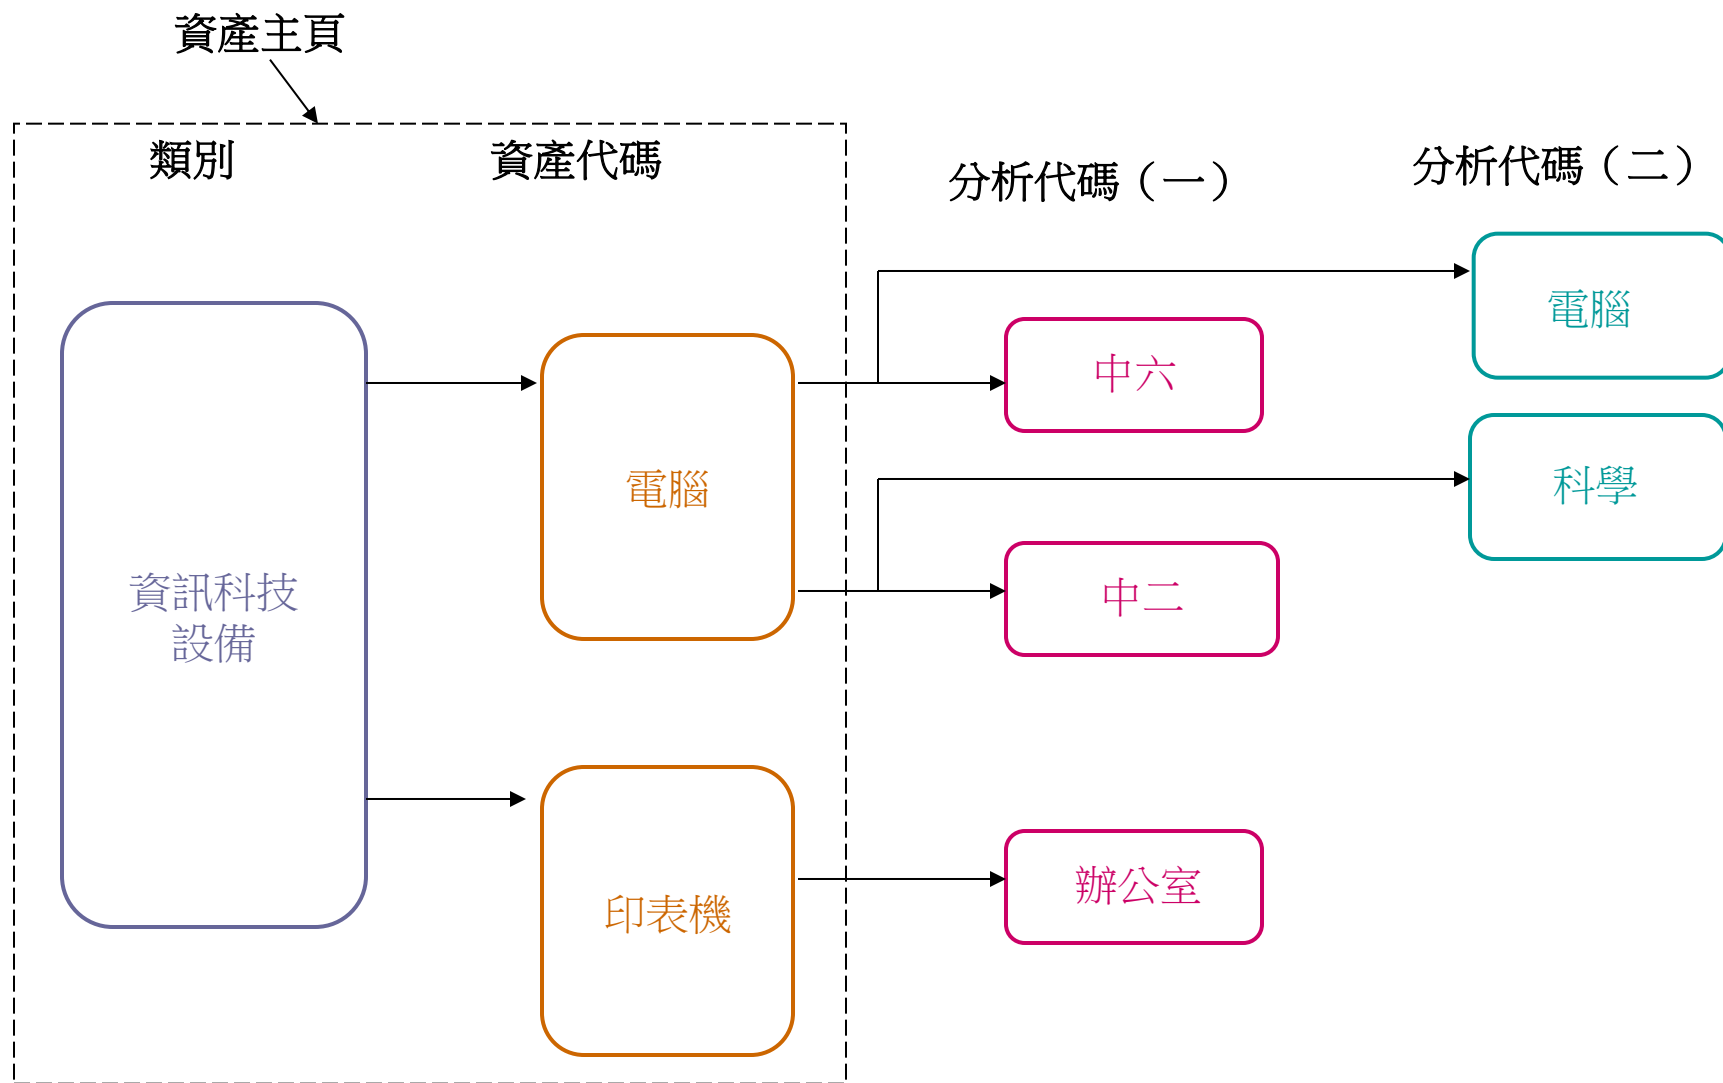 資產主頁
類別
資產代碼
分析代碼（一）
分析代碼（二）
電腦
中六
電腦
科學
資訊科技
設備
中二
印表機
辦公室